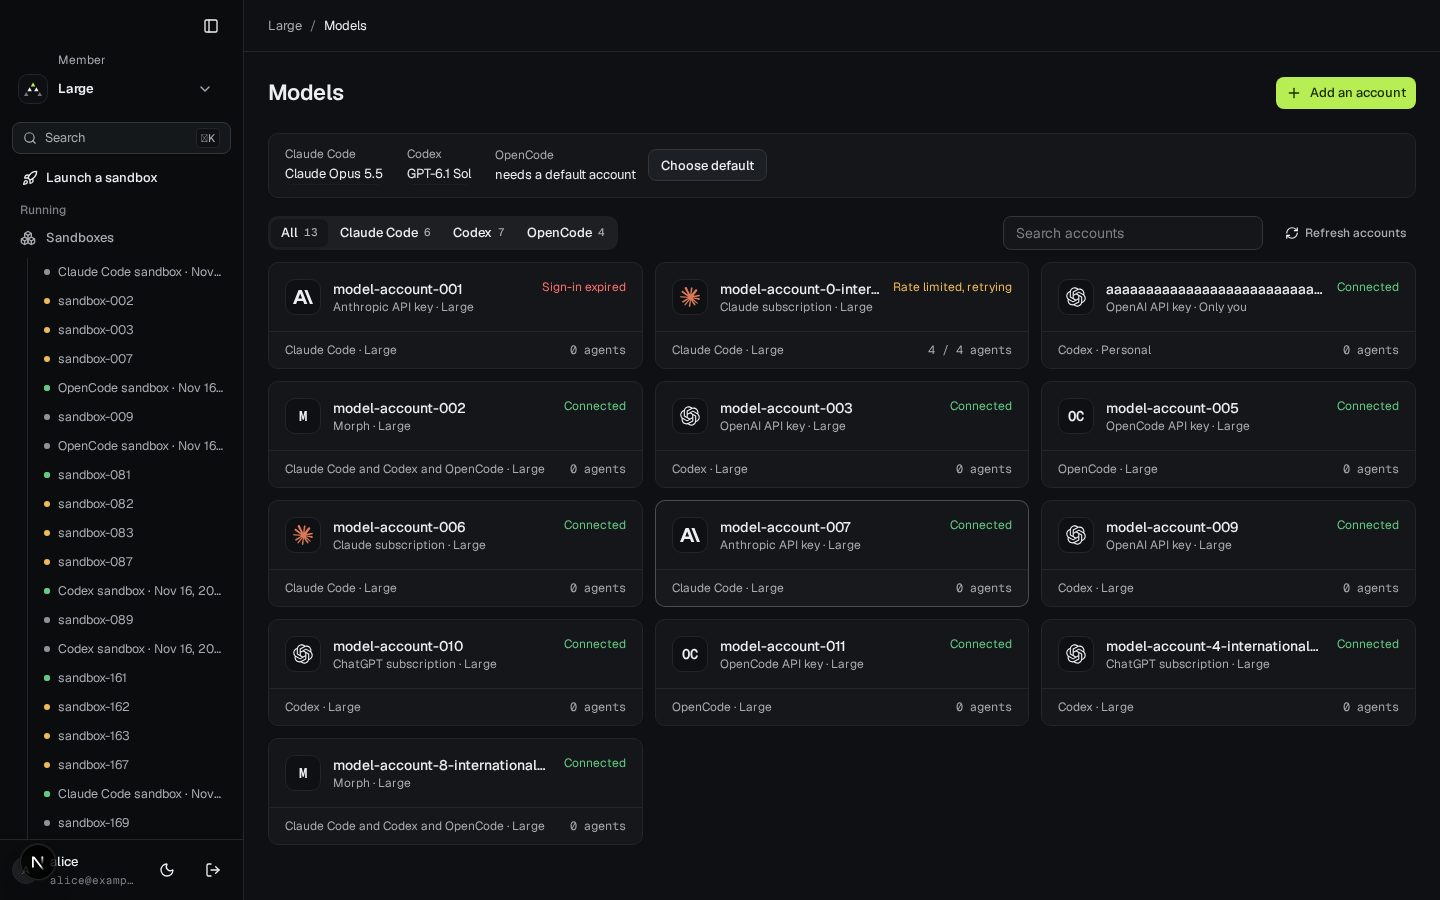 Member
Large
Search
K
Launch a sandbox
Running
Sandboxes
Claude Code sandbox · Nov...
sandbox-002
sandbox-003
sandbox-007
OpenCode sandbox · Nov 16...
sandbox-009
OpenCode sandbox · Nov 16...
sandbox-081
sandbox-082
sandbox-083
sandbox-087
Codex sandbox · Nov 16, 20...
sandbox-089
Codex sandbox · Nov 16, 20...
sandbox-161
sandbox-162
sandbox-163
sandbox-167
Claude Code sandbox · Nov...
sandbox-169
N
alice
alice@examp...
Large / Models
Models
Add an account
Claude Code
Claude Opus 5.5
Codex
GPT-6.1 Sol
OpenCode
needs a default account
Choose default
All 13
Claude Code 6
Codex 7
OpenCode 4
Search accounts
Refresh accounts
model-account-001
Sign-in expired
Anthropic API key · Large
Claude Code · Large
0 agents
model-account-0-inter...
Rate limited, retrying
Claude subscription · Large
Claude Code · Large
4 / 4 agents
aaaaaaaaaaaaaaaaaaaaaaaaa...
Connected
OpenAI API key · Only you
Codex · Personal
0 agents
M
model-account-002
Connected
Morph · Large
Claude Code and Codex and OpenCode · Large
0 agents
model-account-003
Connected
OpenAI API key · Large
Codex · Large
0 agents
OC
model-account-005
Connected
OpenCode API key · Large
OpenCode · Large
0 agents
model-account-006
Connected
Claude subscription · Large
Claude Code · Large
0 agents
model-account-007
Connected
Anthropic API key · Large
Claude Code · Large
0 agents
model-account-009
Connected
OpenAI API key · Large
Codex · Large
0 agents
model-account-010
Connected
ChatGPT subscription · Large
Codex · Large
0 agents
OC
model-account-011
Connected
OpenCode API key · Large
OpenCode · Large
0 agents
model-account-4-international...
Connected
ChatGPT subscription · Large
Codex · Large
0 agents
M
model-account-8-international...
Connected
Morph · Large
Claude Code and Codex and OpenCode · Large
0 agents